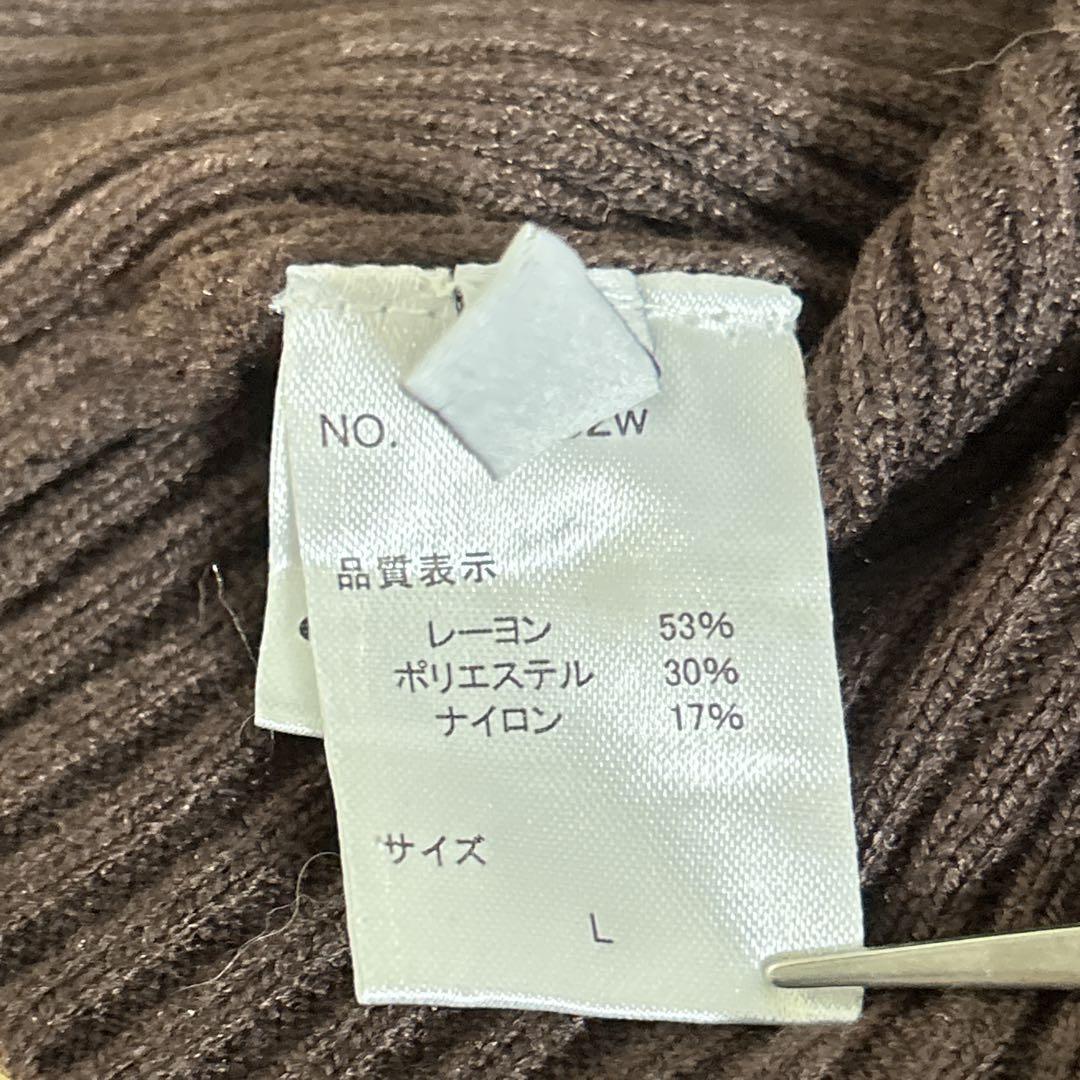 NO.
品質表示
レーヨン 53%
ポリエステル 30%
ナイロン 17%
サイズ
L